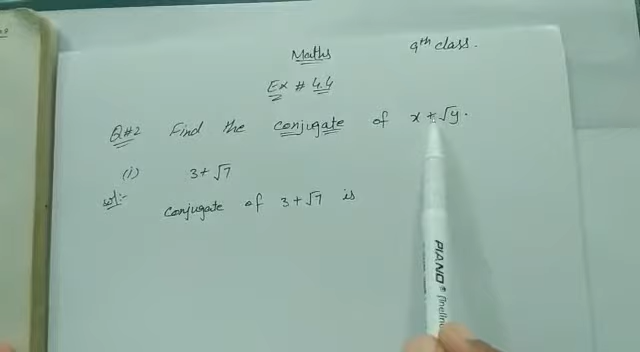 Maths 9th class.
Ex # 4.4
Q#2 Find the conjugate of x + √y.
(i) 3 + √7
sol:-
conjugate of 3 + √7 is
PIANO fineliner